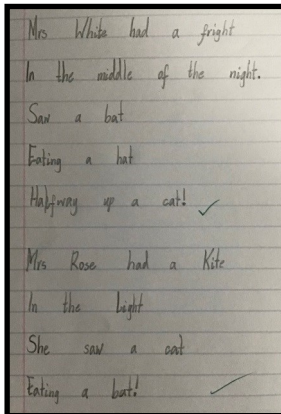 Mrs White had a fright
In the middle of the night.
Saw a bat
Eating a hat
Halfway up a cat!
Mrs Rose had a Kite
In the Light
She saw a cat
Eating a bat!